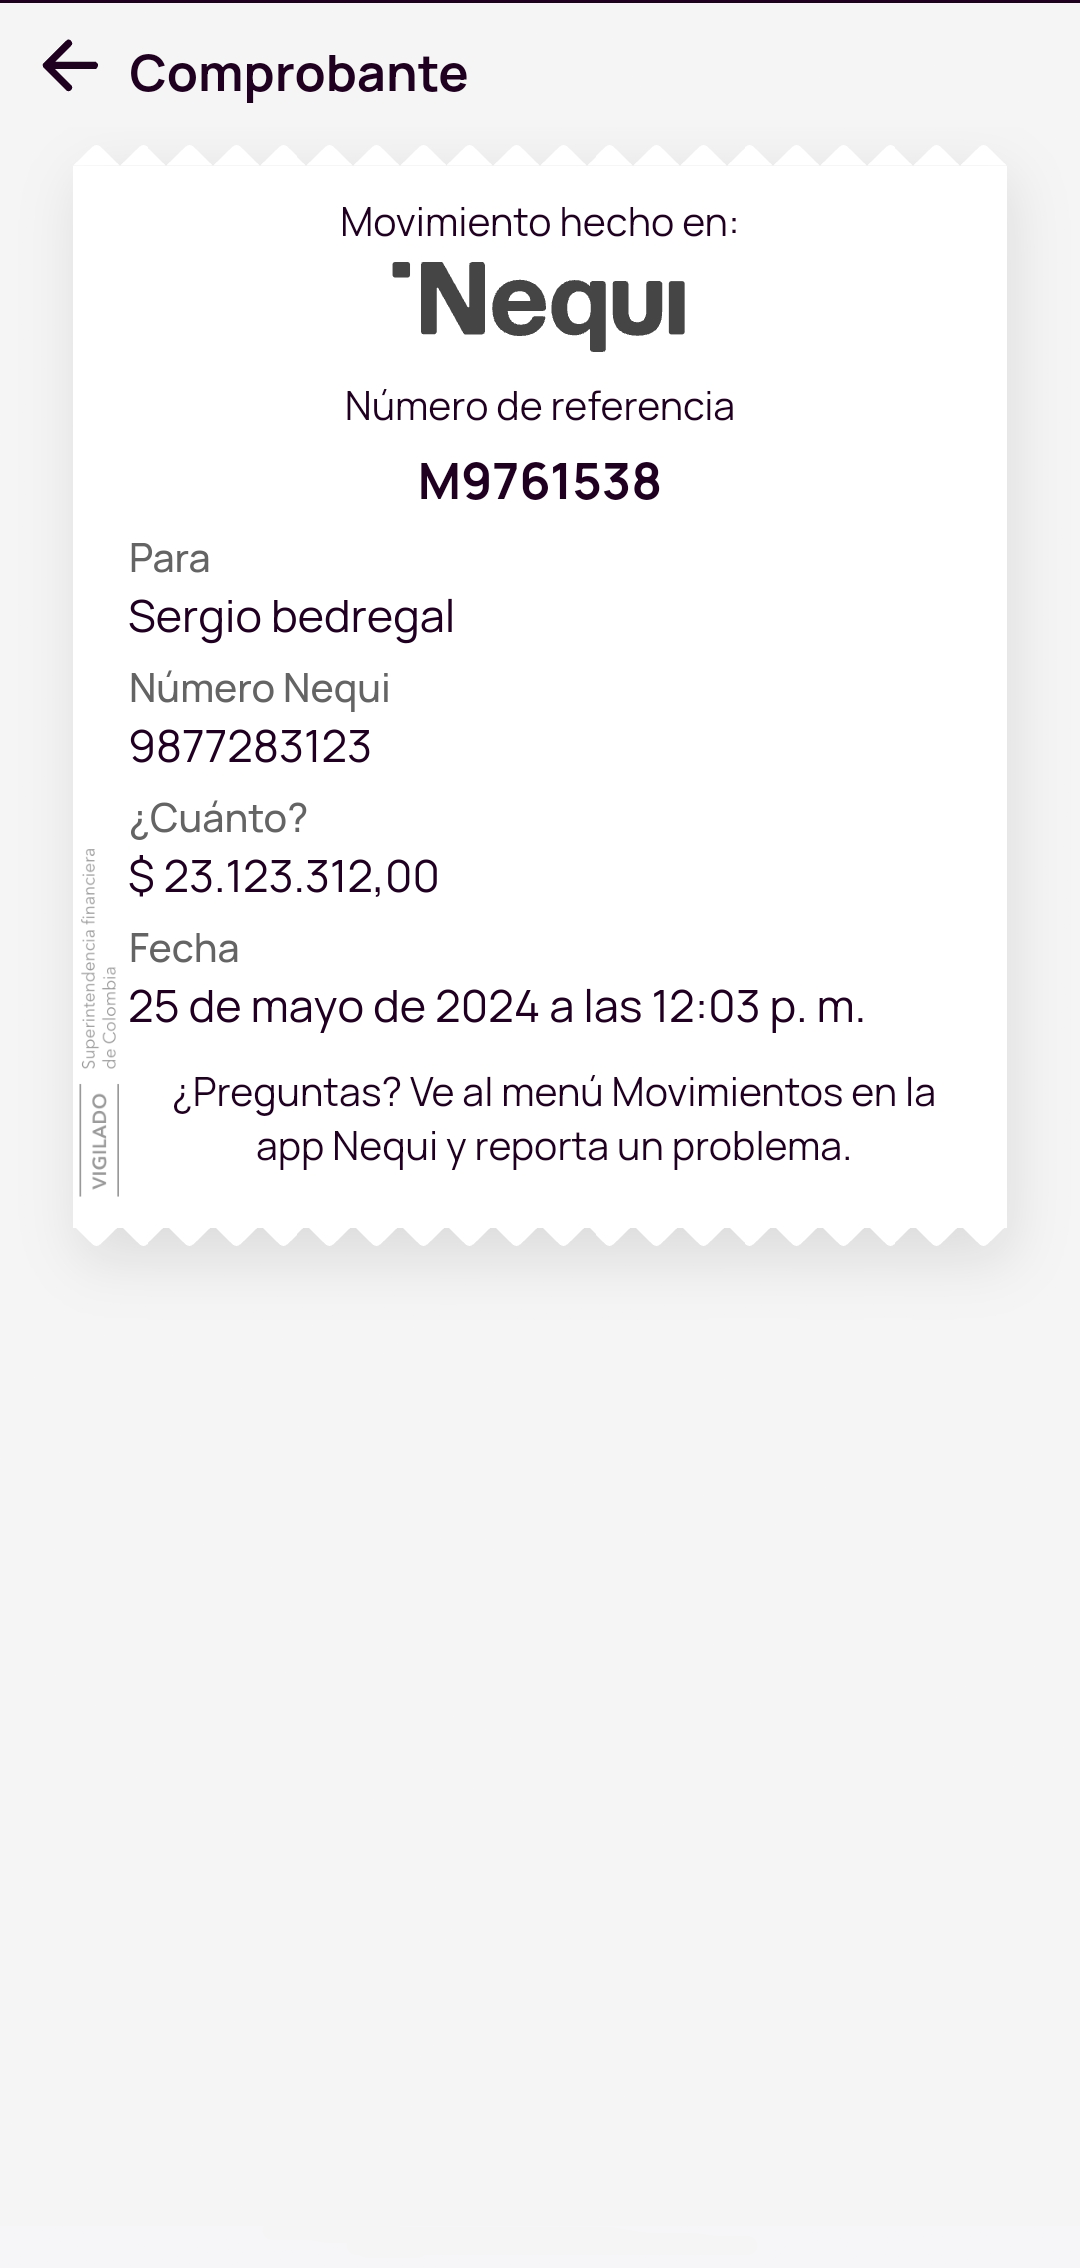 Comprobante
Movimiento hecho en:
Nequi
Número de referencia
M9761538
Para
Sergio bedregal
Número Nequi
9877283123
¿Cuánto?
$ 23.123.312,00
Fecha
25 de mayo de 2024 a las 12:03 p. m.
¿Preguntas? Ve al menú Movimientos en la
app Nequi y reporta un problema.
VIGILADO
Superintendencia financiera
de Colombia